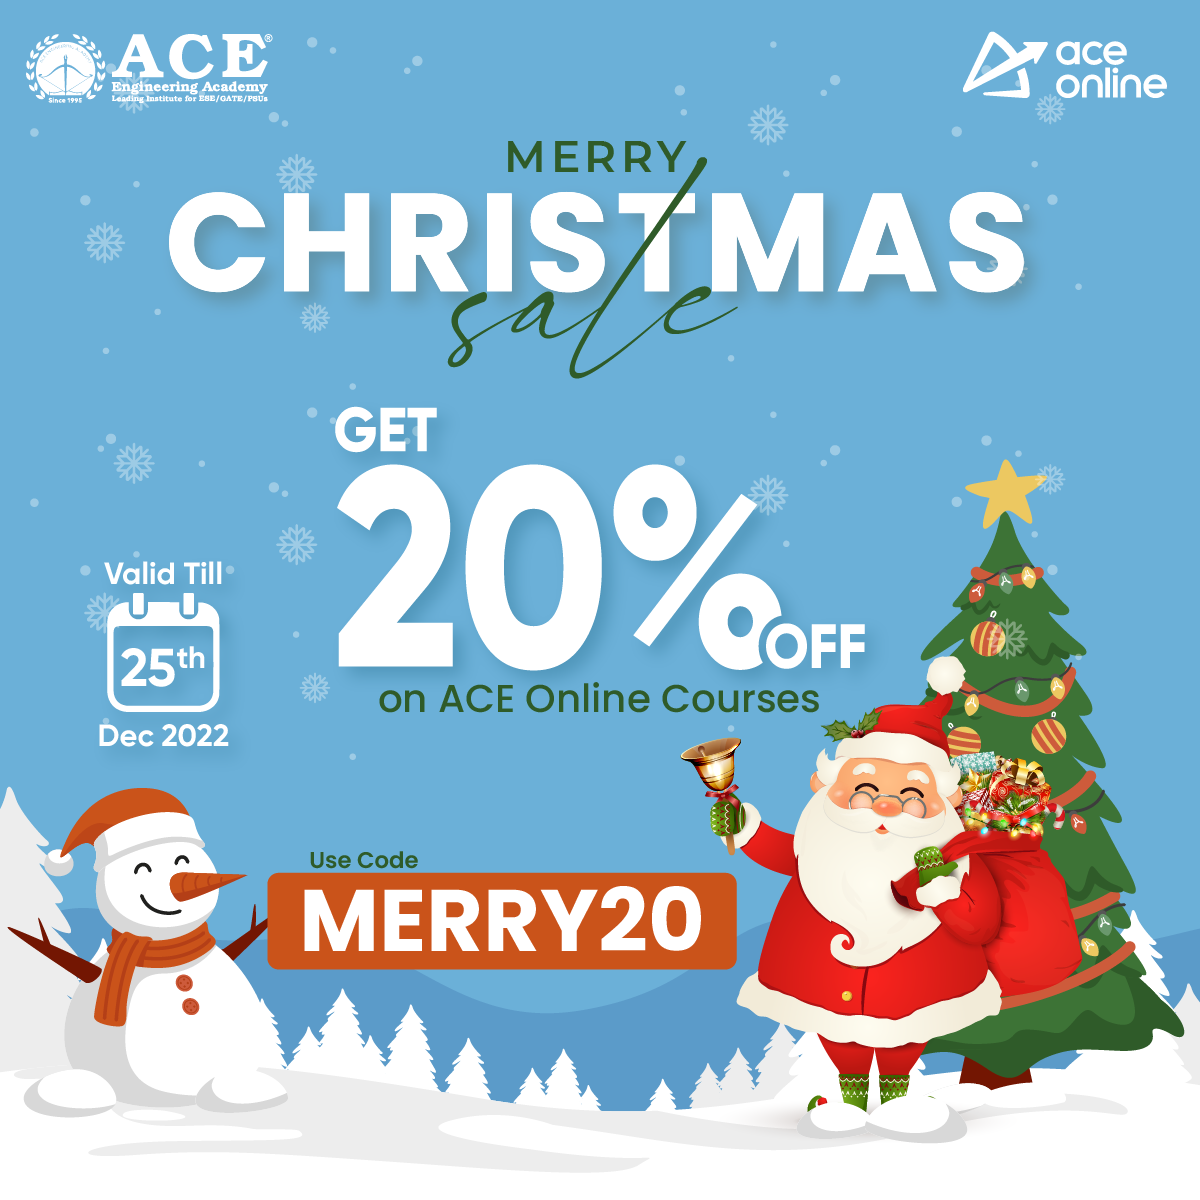 ACE®
Engineering Academy
Leading Institute for ESE/GATE/PSUs
Since 1995
ace
online
MERRY
CHRISTMAS
sale
GET
20%
OFF
on ACE Online Courses
Valid Till
25th
Dec 2022
Use Code
MERRY20